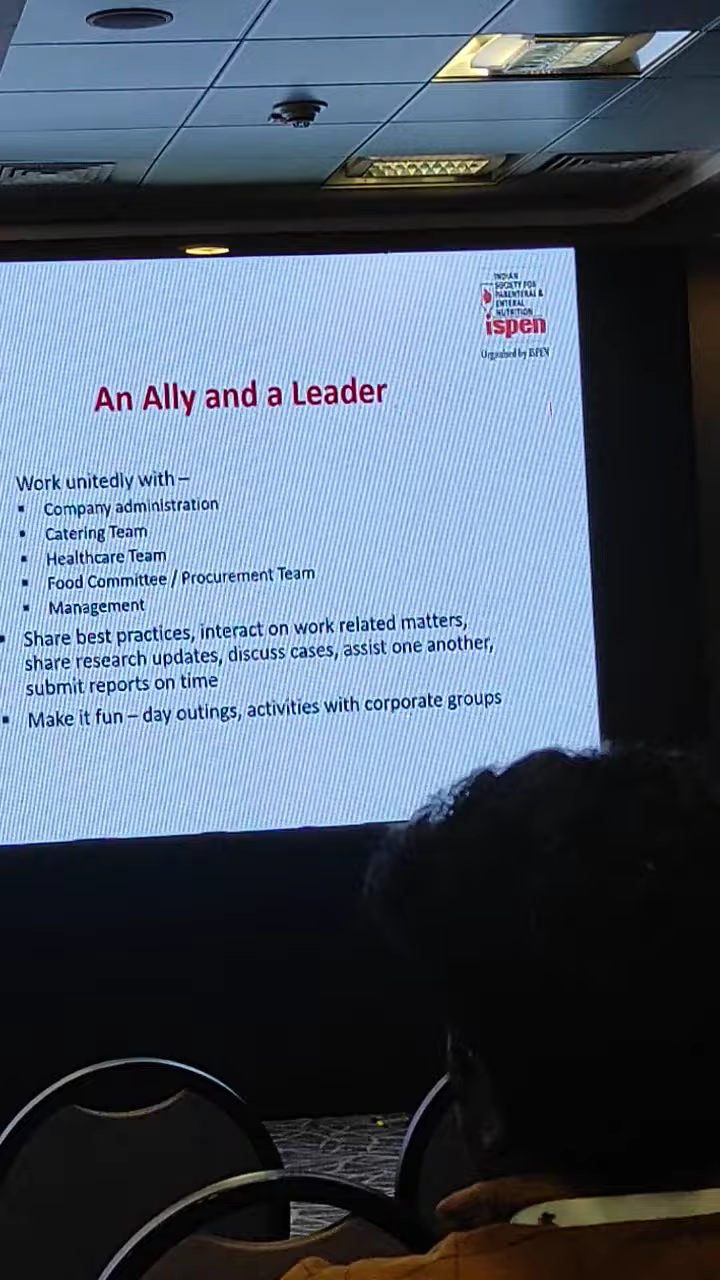 INDIAN
SOCIETY FOR
PARENTERAL &
ENTERAL
NUTRITION
ispen
Organised by ISPEN
An Ally and a Leader
Work unitedly with –
▪ Company administration
▪ Catering Team
▪ Healthcare Team
▪ Food Committee / Procurement Team
▪ Management
▪ Share best practices, interact on work related matters,
share research updates, discuss cases, assist one another,
submit reports on time
▪ Make it fun – day outings, activities with corporate groups